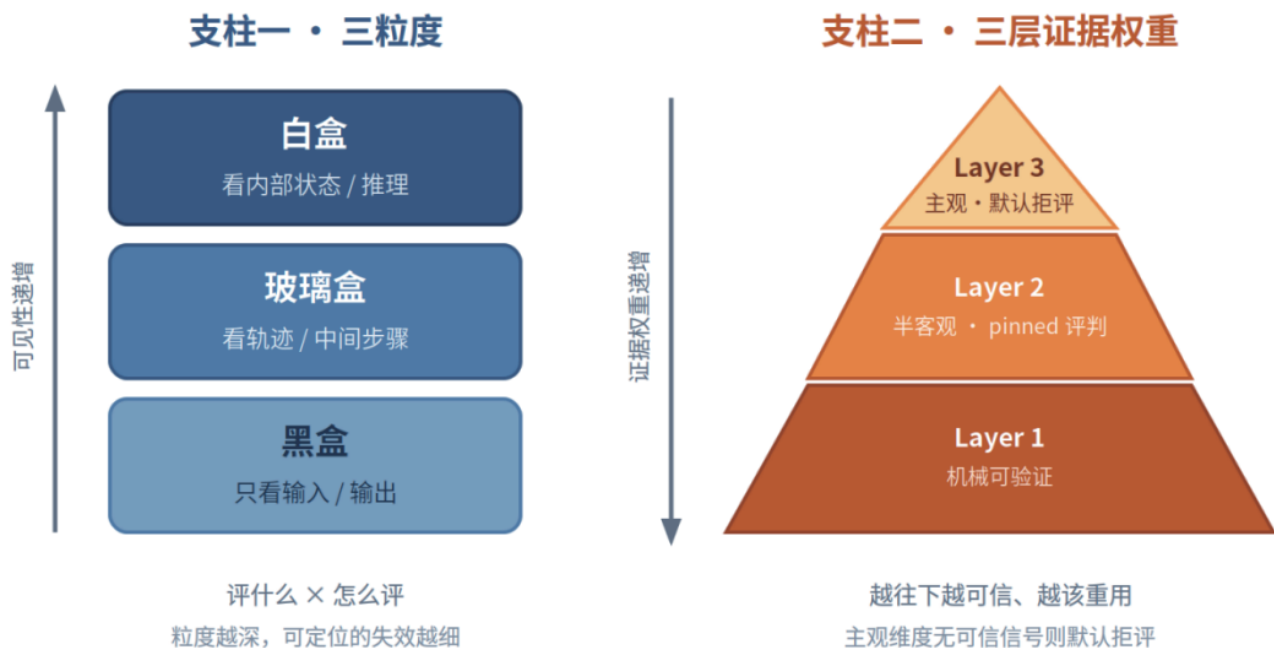 支柱一 · 三粒度
可见性递增
白盒
看内部状态 / 推理
玻璃盒
看轨迹 / 中间步骤
黑盒
只看输入 / 输出
评什么 × 怎么评
粒度越深，可定位的失效越细
支柱二 · 三层证据权重
证据权重递增
Layer 3
主观·默认拒评
Layer 2
半客观 · pinned 评判
Layer 1
机械可验证
越往下越可信、越该重用
主观维度无可信信号则默认拒评